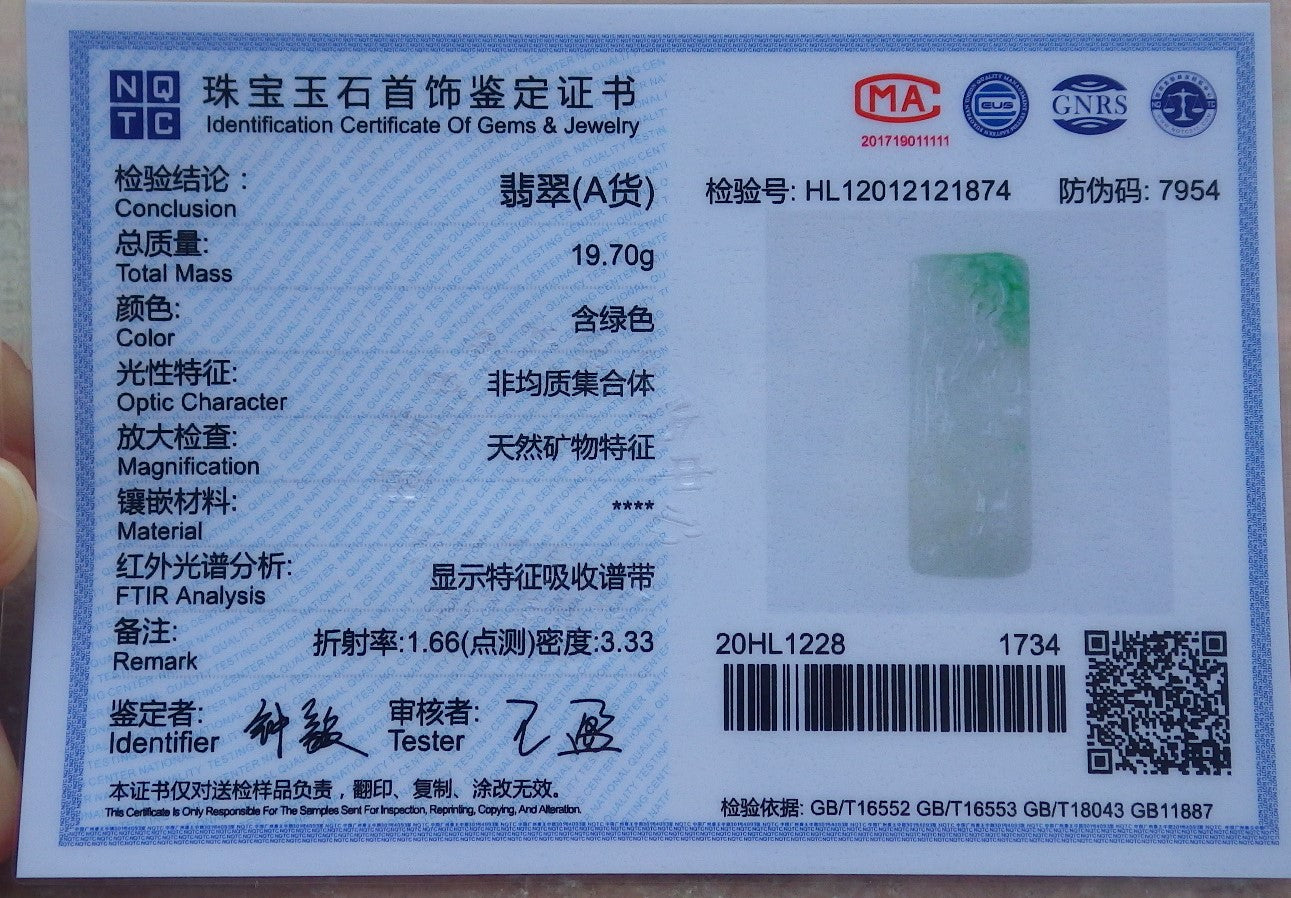 NQTC
珠宝玉石首饰鉴定证书
Identification Certificate Of Gems & Jewelry
MA
201719011111
EUS
GNRS
检验结论：
Conclusion
翡翠(A货)
总质量:
Total Mass
19.70g
颜色:
Color
含绿色
光性特征:
Optic Character
非均质集合体
放大检查:
Magnification
天然矿物特征
镶嵌材料:
Material
****
红外光谱分析:
FTIR Analysis
显示特征吸收谱带
备注:
Remark
折射率:1.66(点测)密度:3.33
鉴定者:
Identifier
审核者:
Tester
本证书仅对送检样品负责，翻印、复制、涂改无效。
This Certificate Is Only Responsible For The Samples Sent For Inspection, Reprinting, Copying, And Alteration.
检验号: HL12012121874 防伪码: 7954
20HL1228 1734
检验依据: GB/T16552 GB/T16553 GB/T18043 GB11887